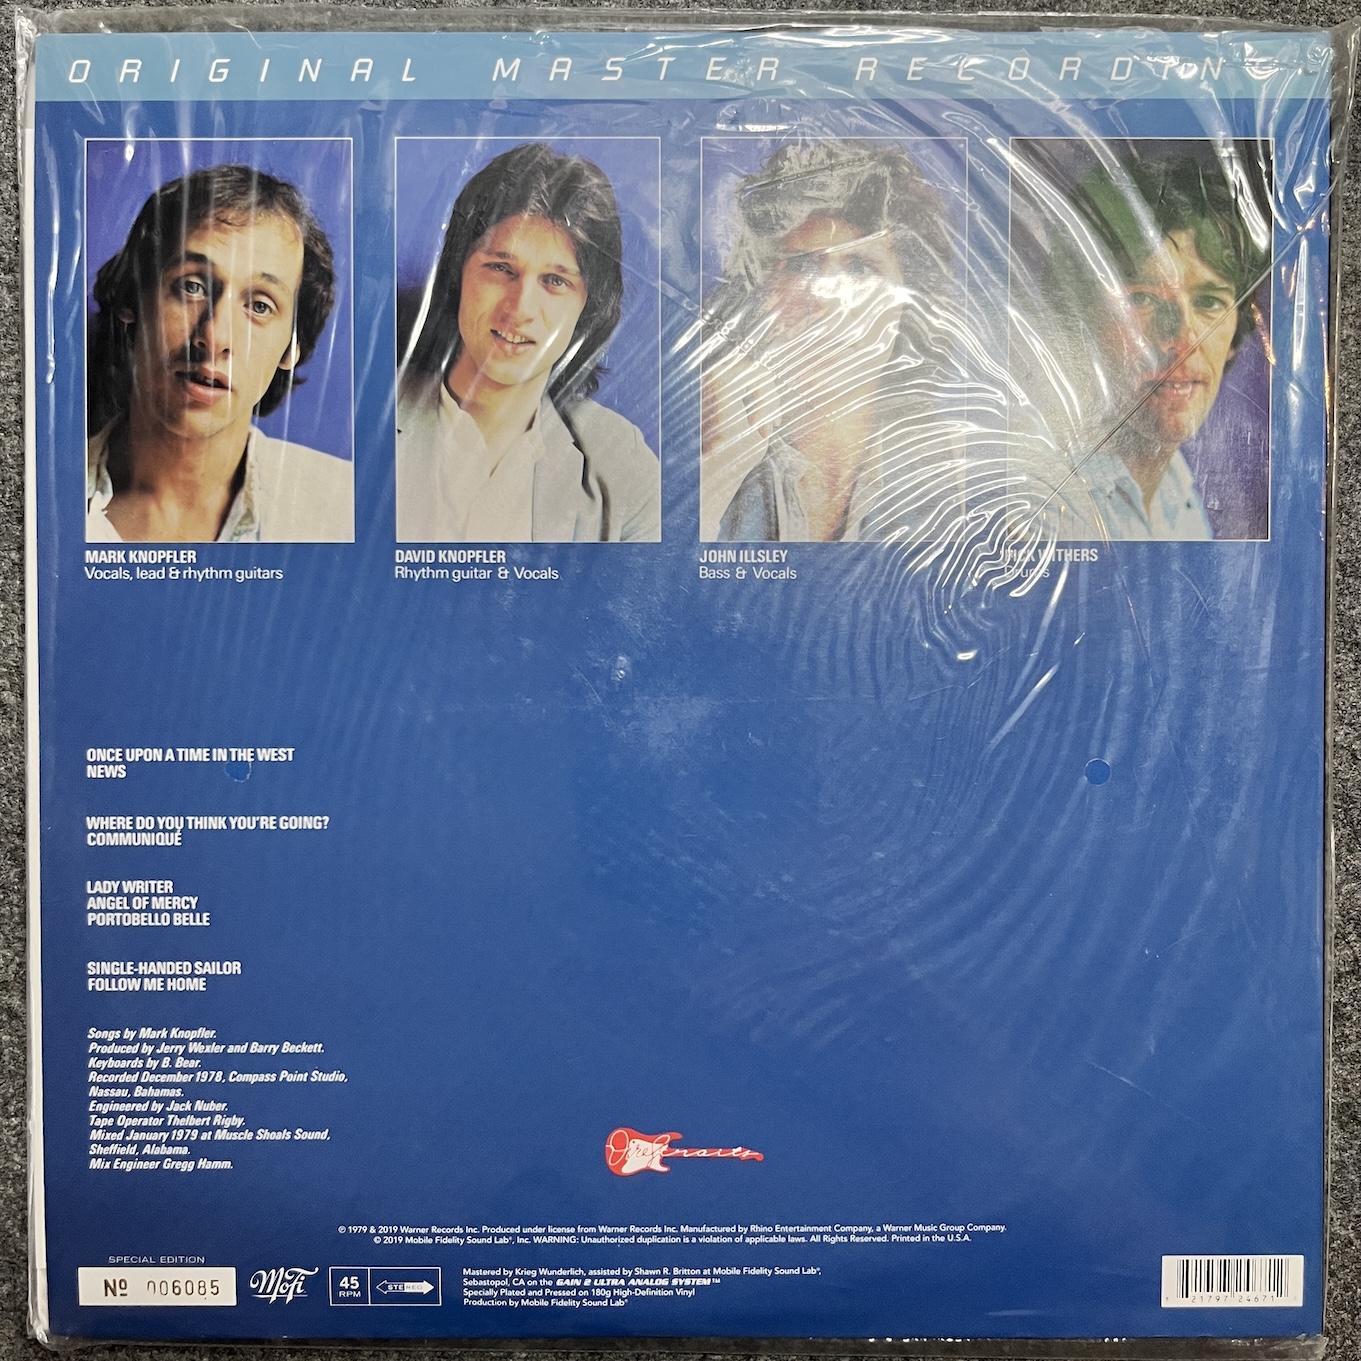 ORIGINAL MASTER RECORDING
MARK KNOPFLER
Vocals, lead & rhythm guitars
DAVID KNOPFLER
Rhythm guitar & Vocals
JOHN ILLSLEY
Bass & Vocals
PICK WITHERS
Drums
ONCE UPON A TIME IN THE WEST
NEWS
WHERE DO YOU THINK YOU'RE GOING?
COMMUNIQUÉ
LADY WRITER
ANGEL OF MERCY
PORTOBELLO BELLE
SINGLE-HANDED SAILOR
FOLLOW ME HOME
Songs by Mark Knopfler.
Produced by Jerry Wexler and Barry Beckett.
Keyboards by B. Bear.
Recorded December 1978, Compass Point Studio,
Nassau, Bahamas.
Engineered by Jack Nuber.
Tape Operator Thelbert Rigby.
Mixed January 1979 at Muscle Shoals Sound,
Sheffield, Alabama.
Mix Engineer Gregg Hamm.
Dire Straits
℗ 1979 & 2019 Warner Records Inc. Produced under license from Warner Records Inc. Manufactured by Rhino Entertainment Company, a Warner Music Group Company.
© 2019 Mobile Fidelity Sound Lab®, Inc. WARNING: Unauthorized duplication is a violation of applicable laws. All Rights Reserved. Printed in the U.S.A.
SPECIAL EDITION
Nº 006085
MoFi
45
RPM
STEREO
Mastered by Krieg Wunderlich, assisted by Shawn R. Britton at Mobile Fidelity Sound Lab®,
Sebastopol, CA on the GAIN 2 ULTRA ANALOG SYSTEM™
Specially Plated and Pressed on 180g High-Definition Vinyl
Production by Mobile Fidelity Sound Lab®
21797 24671